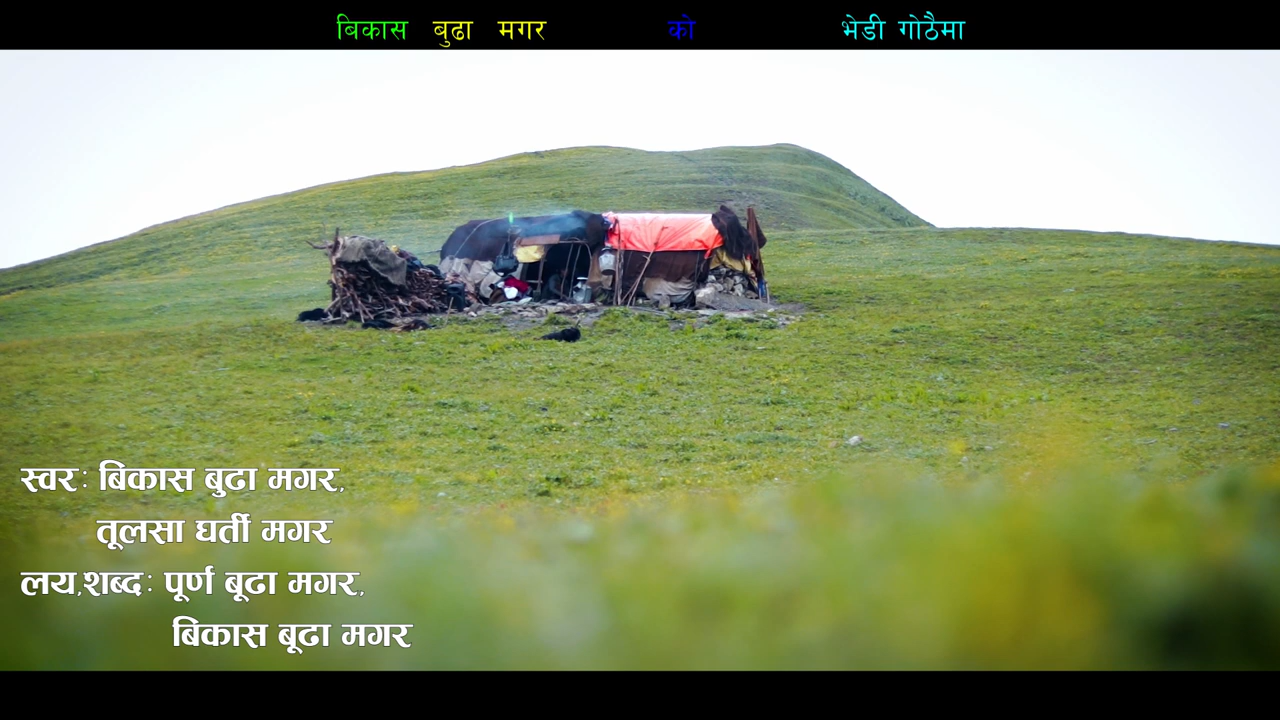 बिकास बुढा मगर को भेडी गोठैमा
स्वर: बिकास बुढा मगर,
तूलसा घर्ती मगर
लय,शब्द: पूर्ण बूढा मगर,
बिकास बूढा मगर